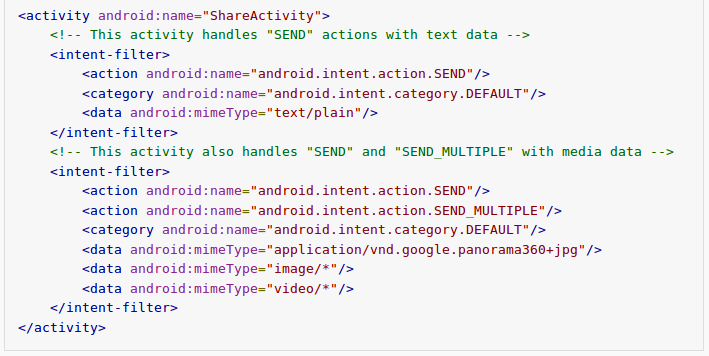 <activity android:name="ShareActivity">
    <!-- This activity handles "SEND" actions with text data -->
    <intent-filter>
        <action android:name="android.intent.action.SEND"/>
        <category android:name="android.intent.category.DEFAULT"/>
        <data android:mimeType="text/plain"/>
    </intent-filter>
    <!-- This activity also handles "SEND" and "SEND_MULTIPLE" with media data -->
    <intent-filter>
        <action android:name="android.intent.action.SEND"/>
        <action android:name="android.intent.action.SEND_MULTIPLE"/>
        <category android:name="android.intent.category.DEFAULT"/>
        <data android:mimeType="application/vnd.google.panorama360+jpg"/>
        <data android:mimeType="image/*"/>
        <data android:mimeType="video/*"/>
    </intent-filter>
</activity>